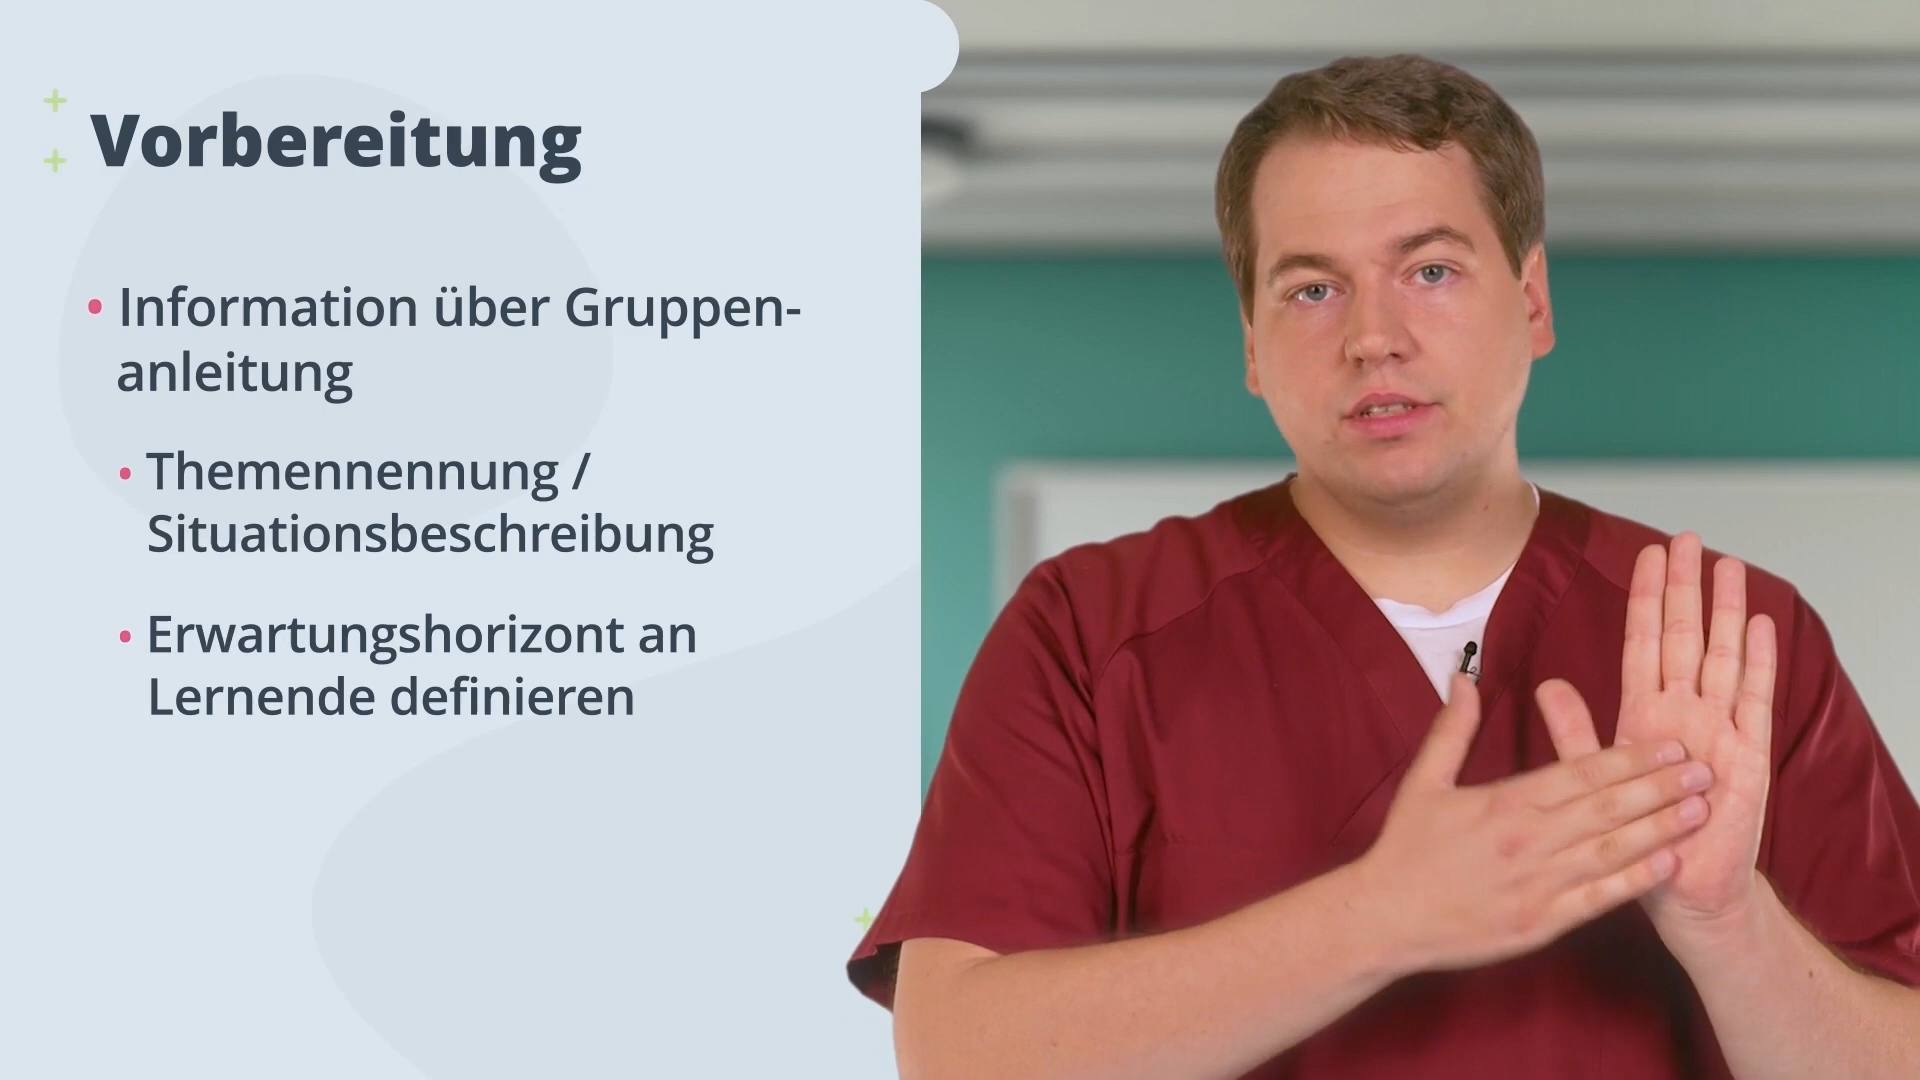 Vorbereitung
• Information über Gruppen-
anleitung
• Themennennung /
Situationsbeschreibung
• Erwartungshorizont an
Lernende definieren